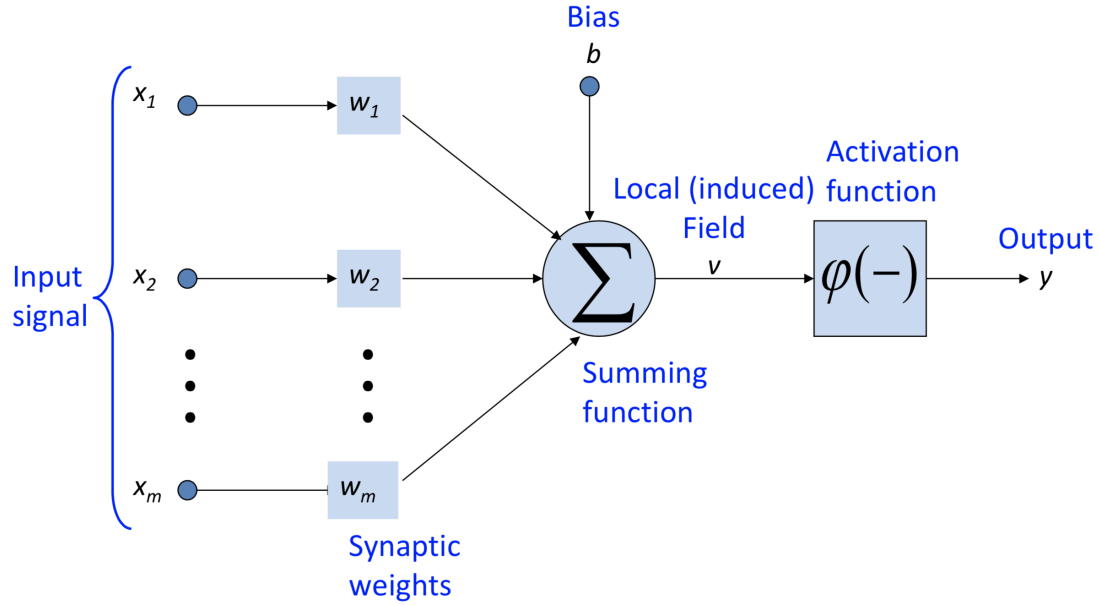 Bias
b
x1
w1
Activation
function
Local (induced)
Field
Output
Input
signal
x2
w2
∑
v
φ(−)
y
Summing
function
xm
wm
Synaptic
weights